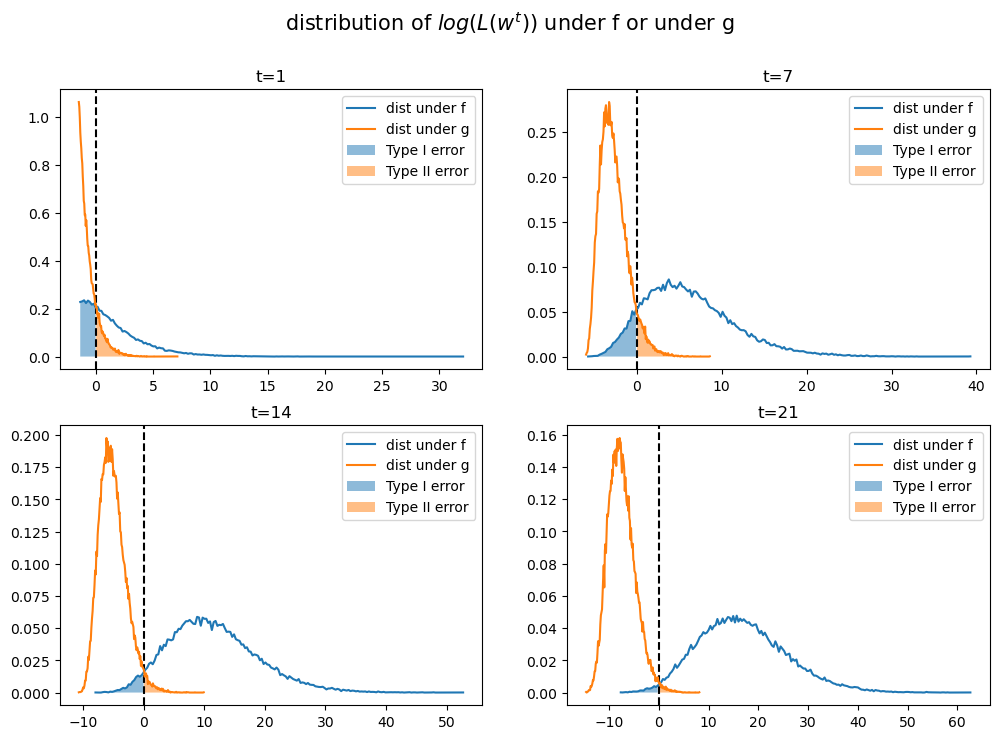 distribution of log(L(w^t)) under f or under g
t=1
dist under f
dist under g
Type I error
Type II error
1.0
0.8
0.6
0.4
0.2
0.0
0 5 10 15 20 25 30
t=7
dist under f
dist under g
Type I error
Type II error
0.25
0.20
0.15
0.10
0.05
0.00
0 10 20 30 40
t=14
dist under f
dist under g
Type I error
Type II error
0.200
0.175
0.150
0.125
0.100
0.075
0.050
0.025
0.000
−10 0 10 20 30 40 50
t=21
dist under f
dist under g
Type I error
Type II error
0.16
0.14
0.12
0.10
0.08
0.06
0.04
0.02
0.00
−10 0 10 20 30 40 50 60